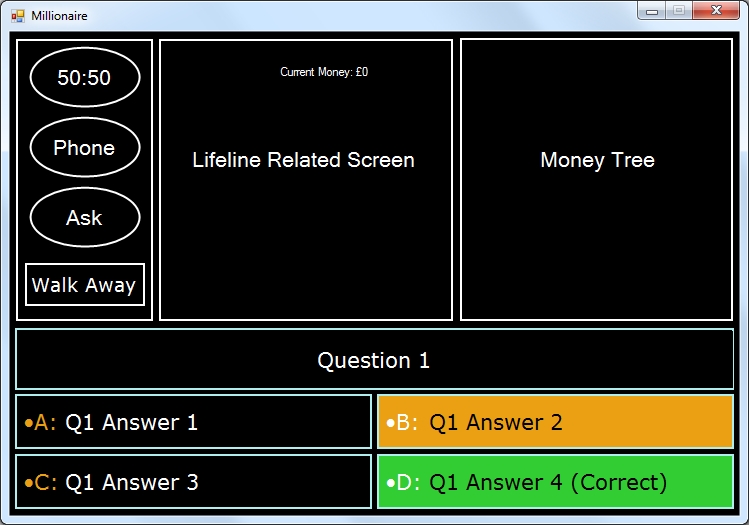 Millionaire
50:50
Phone
Ask
Walk Away
Current Money: £0
Lifeline Related Screen
Money Tree
Question 1
•A: Q1 Answer 1
•B: Q1 Answer 2
•C: Q1 Answer 3
•D: Q1 Answer 4 (Correct)